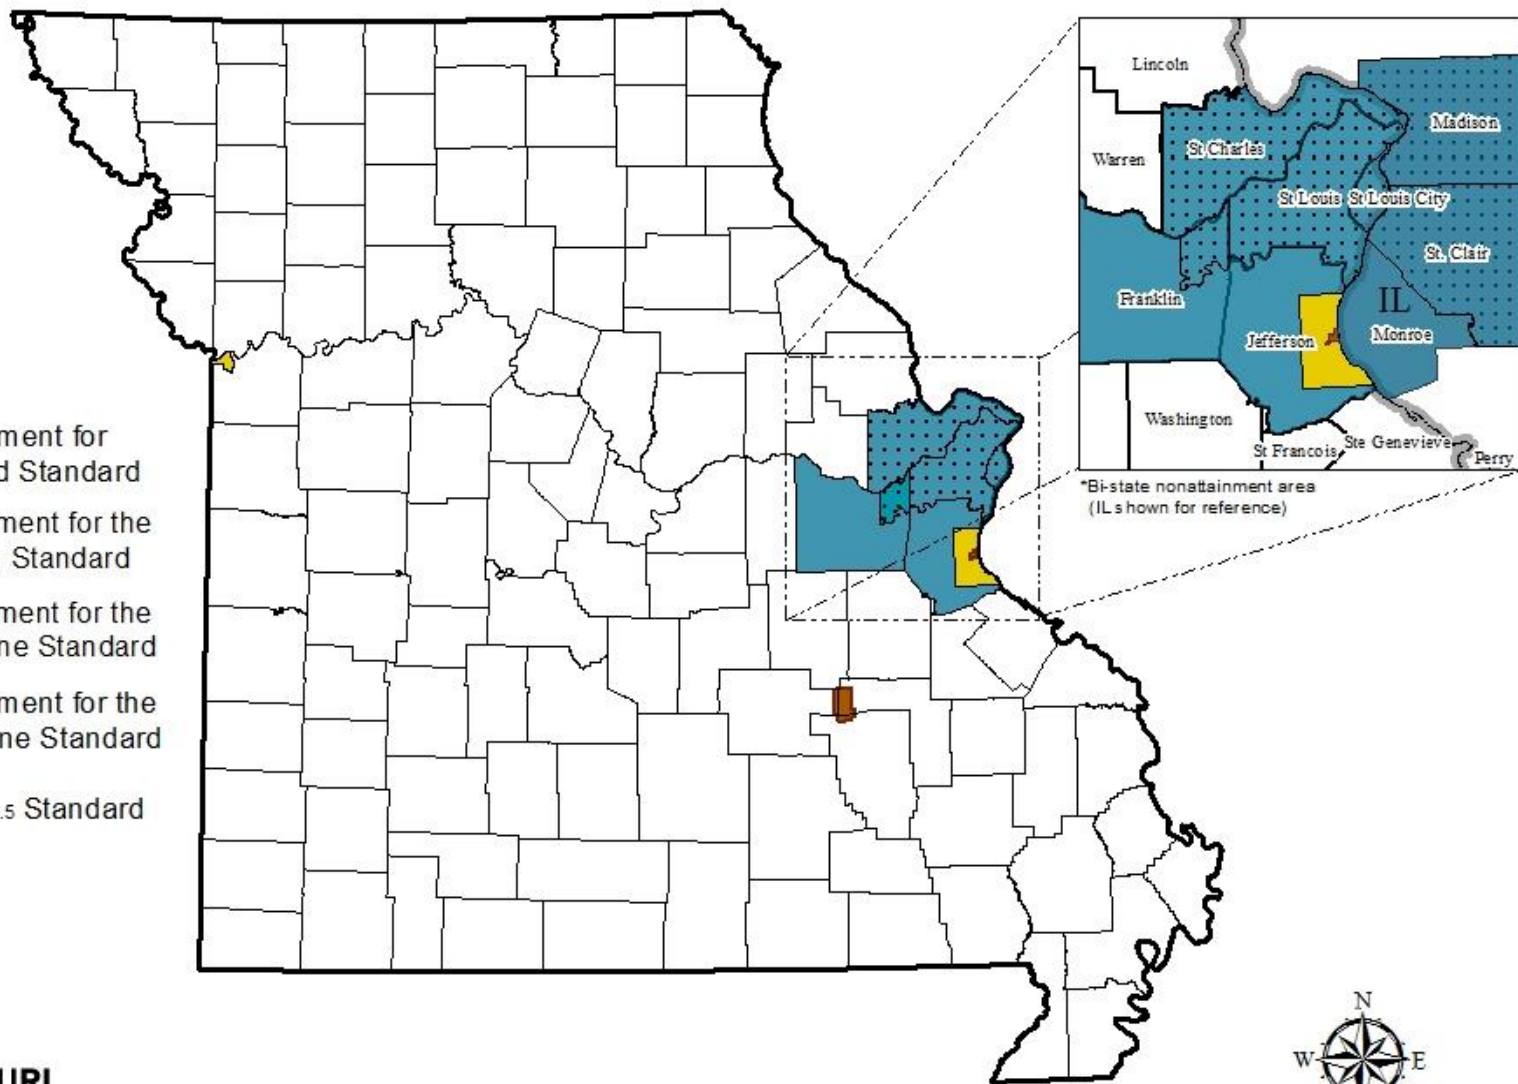 ment for
d Standard
ment for the
Standard
ment for the
ne Standard
ment for the
ne Standard
.5 Standard
Lincoln
Warren
St Charles
Madison
St Louis
St Louis City
St. Clair
Franklin
IL
Jefferson
Monroe
Washington
St Francois
Ste Genevieve
Perry
*Bi-state nonattainment area
(IL shown for reference)
N
W
E